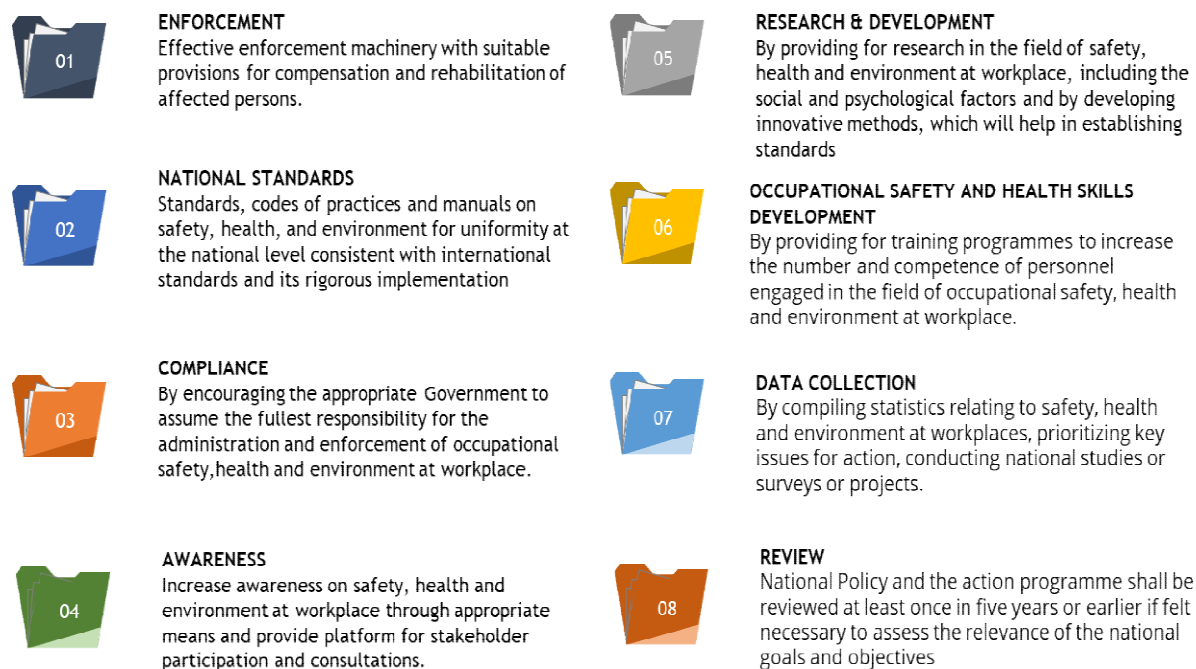 01
ENFORCEMENT
Effective enforcement machinery with suitable
provisions for compensation and rehabilitation of
affected persons.
02
NATIONAL STANDARDS
Standards, codes of practices and manuals on
safety, health, and environment for uniformity at
the national level consistent with international
standards and its rigorous implementation
03
COMPLIANCE
By encouraging the appropriate Government to
assume the fullest responsibility for the
administration and enforcement of occupational
safety,health and environment at workplace.
04
AWARENESS
Increase awareness on safety, health and
environment at workplace through appropriate
means and provide platform for stakeholder
participation and consultations.
05
RESEARCH & DEVELOPMENT
By providing for research in the field of safety,
health and environment at workplace, including the
social and psychological factors and by developing
innovative methods, which will help in establishing
standards
06
OCCUPATIONAL SAFETY AND HEALTH SKILLS
DEVELOPMENT
By providing for training programmes to increase
the number and competence of personnel
engaged in the field of occupational safety, health
and environment at workplace.
07
DATA COLLECTION
By compiling statistics relating to safety, health
and environment at workplaces, prioritizing key
issues for action, conducting national studies or
surveys or projects.
08
REVIEW
National Policy and the action programme shall be
reviewed at least once in five years or earlier if felt
necessary to assess the relevance of the national
goals and objectives